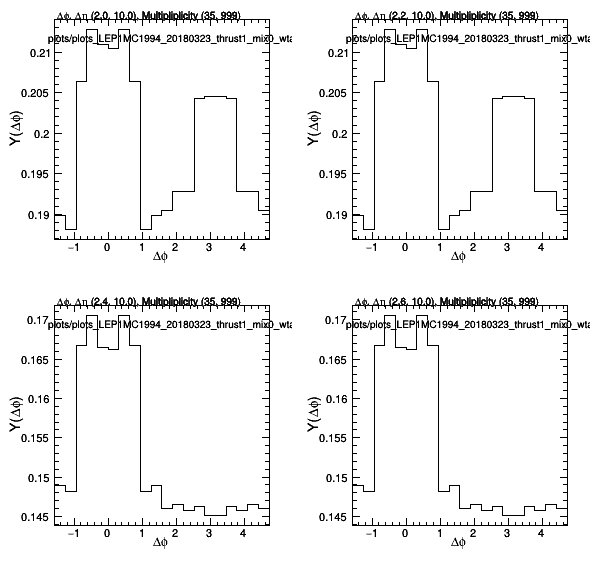 Δϕ, Δη (2.0, 10.0), Multipliplicity (35, 999)
plots/plots_LEP1MC1994_20180323_thrust1_mix0_wta
0.21
0.205
0.2
0.195
0.19
Y(Δϕ)
−1 0 1 2 3 4
Δϕ
Δϕ, Δη (2.2, 10.0), Multipliplicity (35, 999)
plots/plots_LEP1MC1994_20180323_thrust1_mix0_wta
0.21
0.205
0.2
0.195
0.19
Y(Δϕ)
−1 0 1 2 3 4
Δϕ
Δϕ, Δη (2.4, 10.0), Multipliplicity (35, 999)
0.17
plots/plots_LEP1MC1994_20180323_thrust1_mix0_wta
0.165
0.16
0.155
0.15
0.145
Y(Δϕ)
−1 0 1 2 3 4
Δϕ
Δϕ, Δη (2.6, 10.0), Multipliplicity (35, 999)
0.17
plots/plots_LEP1MC1994_20180323_thrust1_mix0_wta
0.165
0.16
0.155
0.15
0.145
Y(Δϕ)
−1 0 1 2 3 4
Δϕ